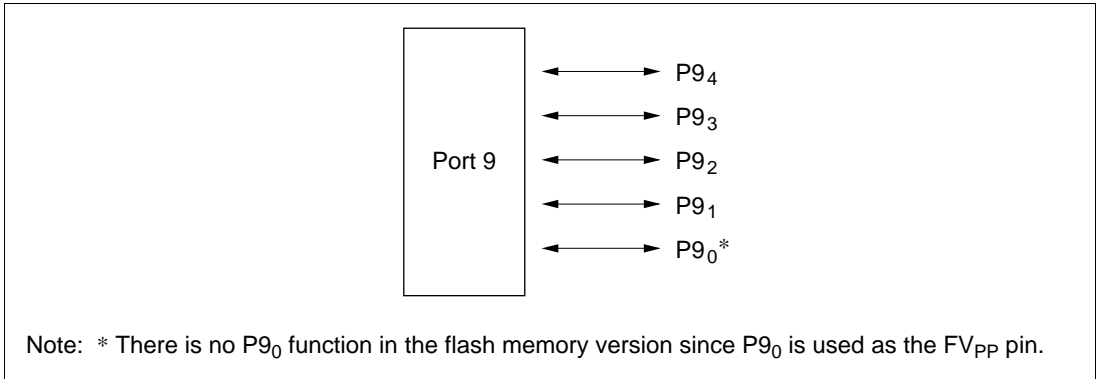 P9₄
P9₃
Port 9
P9₂
P9₁
P9₀*
Note: * There is no P9₀ function in the flash memory version since P9₀ is used as the FVPP pin.